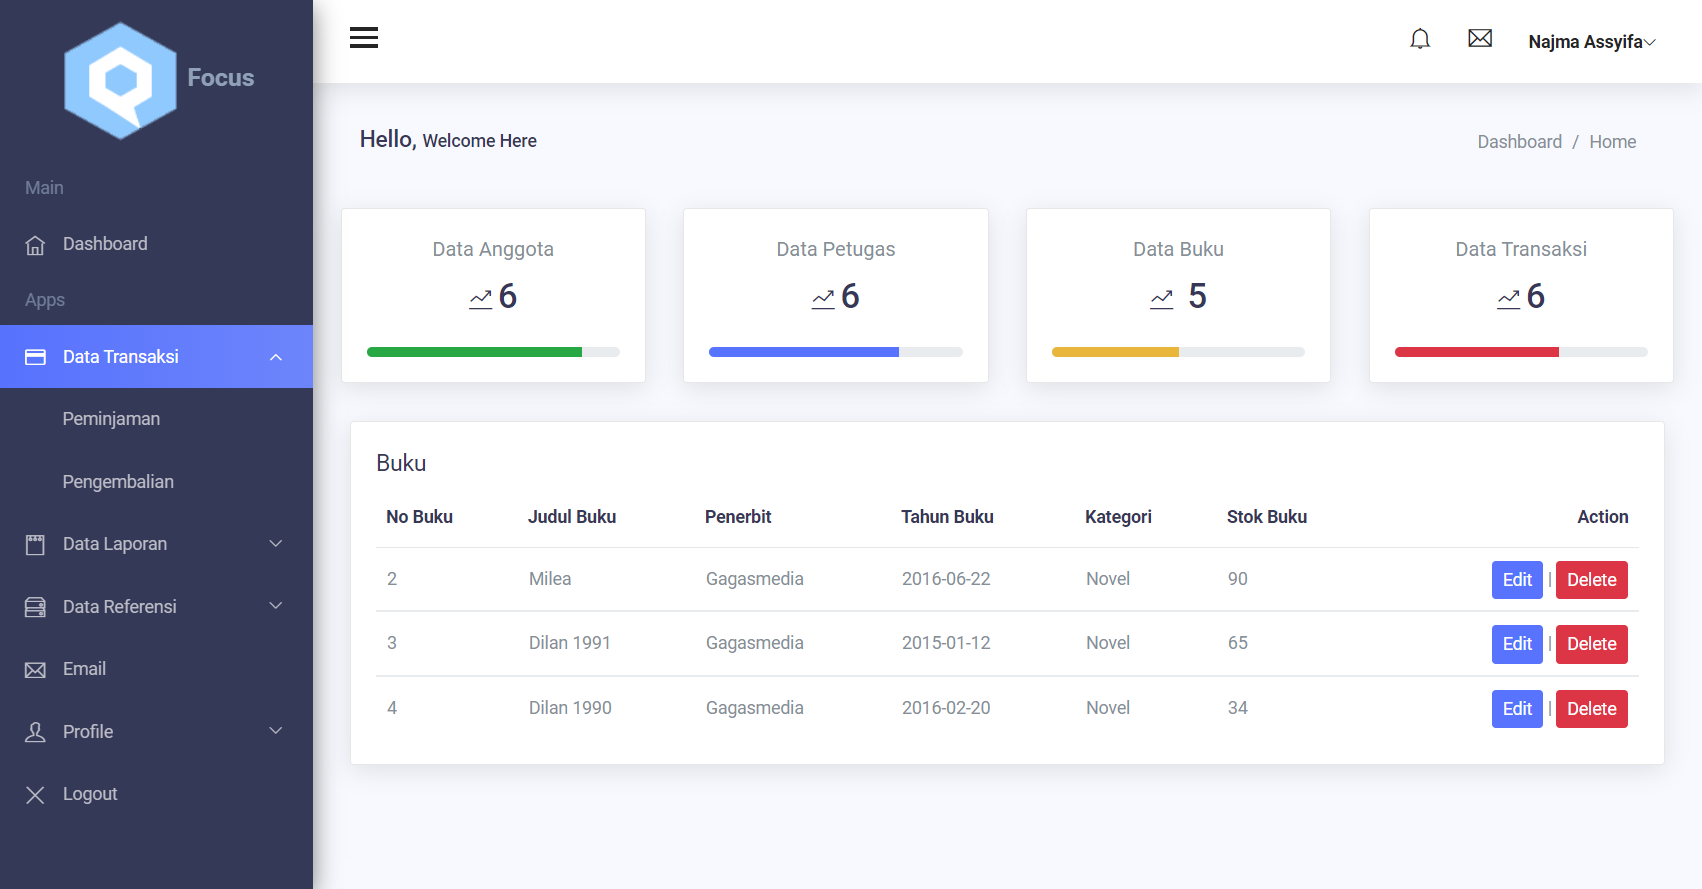 Focus
Najma Assyifa
Main
Dashboard
Apps
Data Transaksi
Peminjaman
Pengembalian
Data Laporan
Data Referensi
Email
Profile
Logout
Hello, Welcome Here
Dashboard / Home
Data Anggota
6
Data Petugas
6
Data Buku
5
Data Transaksi
6
Buku
No Buku Judul Buku Penerbit Tahun Buku Kategori Stok Buku Action
2 Milea Gagasmedia 2016-06-22 Novel 90 Edit | Delete
3 Dilan 1991 Gagasmedia 2015-01-12 Novel 65 Edit | Delete
4 Dilan 1990 Gagasmedia 2016-02-20 Novel 34 Edit | Delete